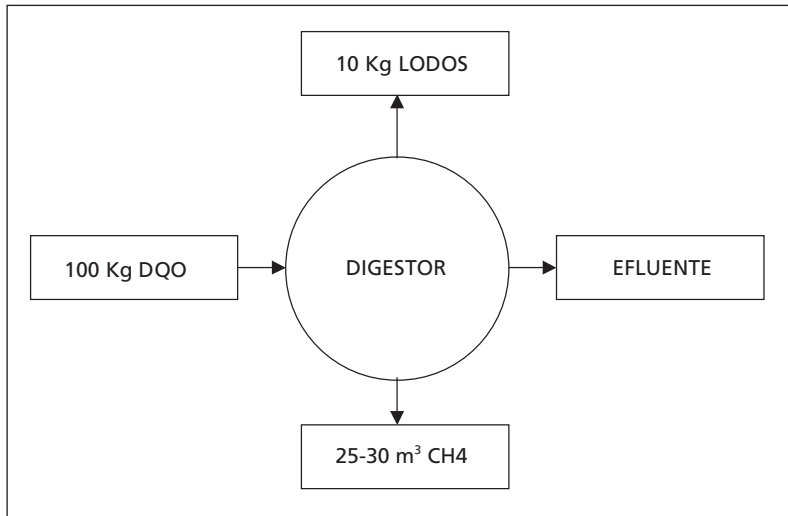 10 Kg LODOS
100 Kg DQO
DIGESTOR
EFLUENTE
25-30 m³ CH4